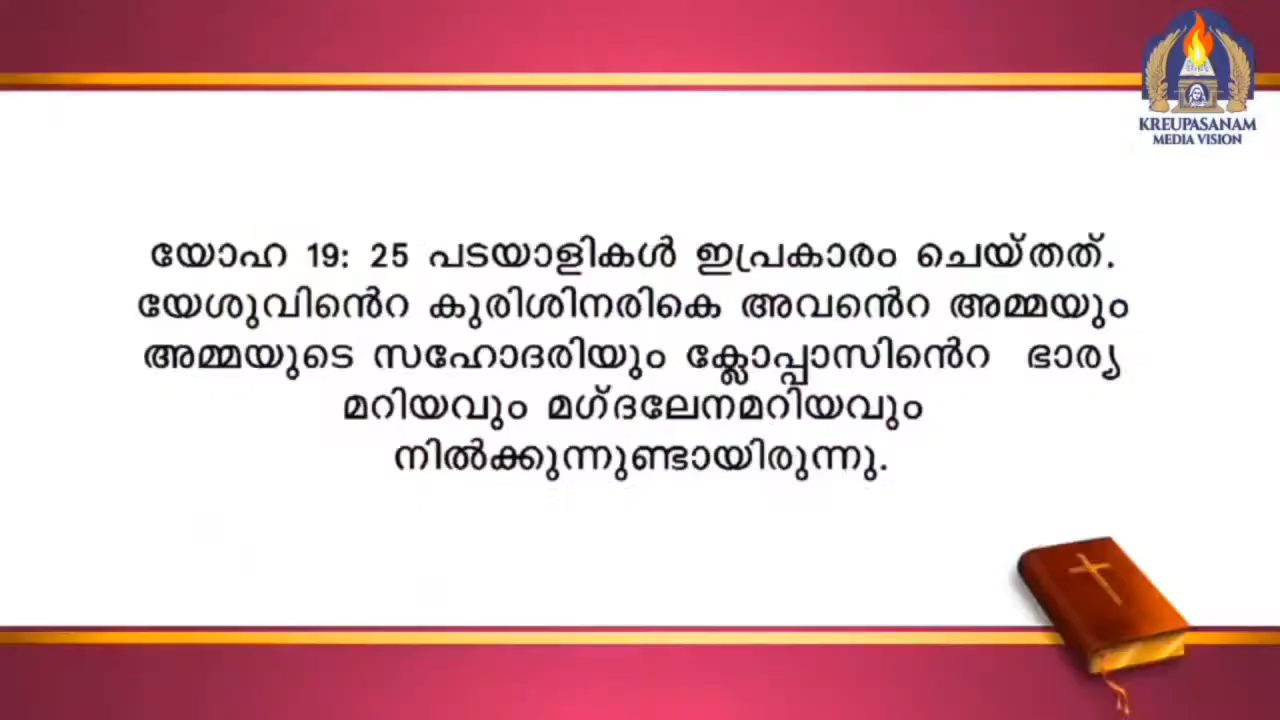 KREUPASANAM
MEDIA VISION
യോഹ 19: 25 പടയാളികൾ ഇപ്രകാരം ചെയ്തത്.
യേശുവിൻെറ കുരിശിനരികെ അവൻെറ അമ്മയും
അമ്മയുടെ സഹോദരിയും ക്ലോപ്പാസിൻെറ ഭാര്യ
മറിയവും മഗ്ദലേനമറിയവും
നിൽക്കുന്നുണ്ടായിരുന്നു.